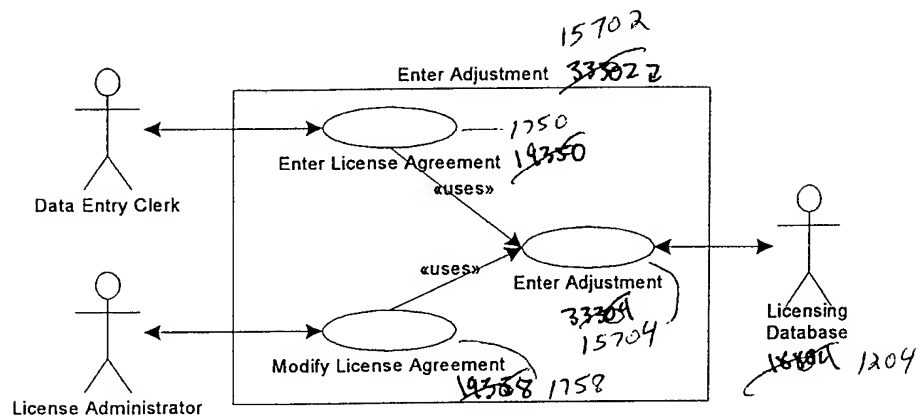 15702
Enter Adjustment
1750
Enter License Agreement
«uses»
Data Entry Clerk
«uses»
Enter Adjustment
15704
Licensing
Database
1204
Modify License Agreement
1758
License Administrator